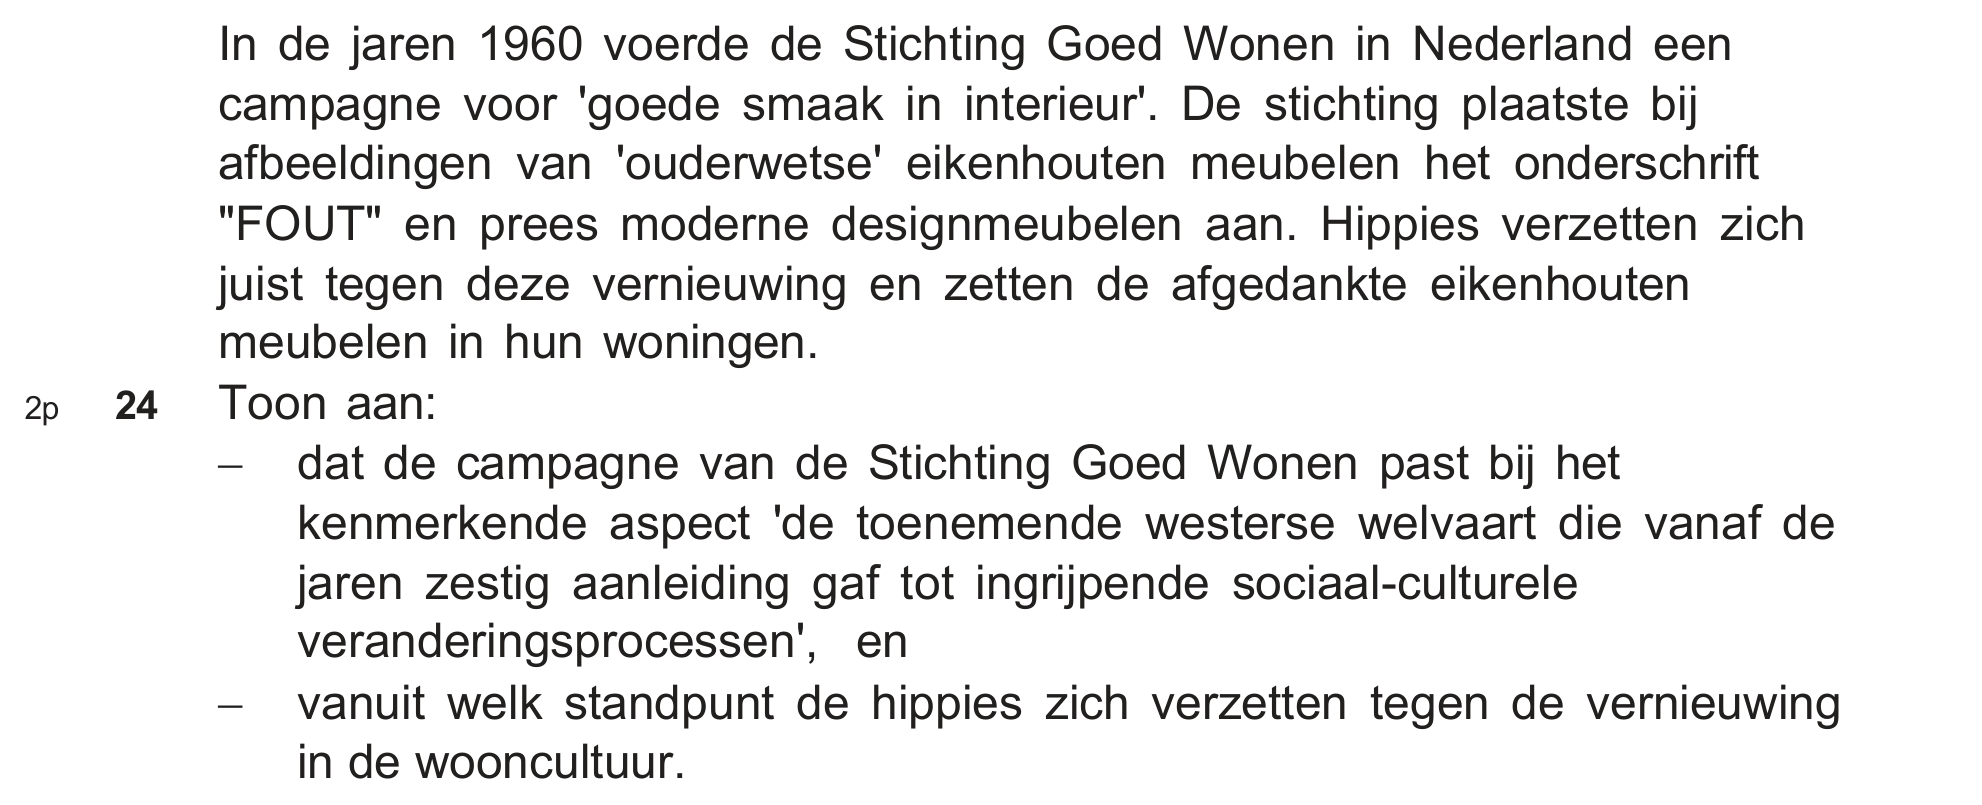 In de jaren 1960 voerde de Stichting Goed Wonen in Nederland een
campagne voor 'goede smaak in interieur'. De stichting plaatste bij
afbeeldingen van 'ouderwetse' eikenhouten meubelen het onderschrift
"FOUT" en prees moderne designmeubelen aan. Hippies verzetten zich
juist tegen deze vernieuwing en zetten de afgedankte eikenhouten
meubelen in hun woningen.
2p 24 Toon aan:
– dat de campagne van de Stichting Goed Wonen past bij het
kenmerkende aspect 'de toenemende westerse welvaart die vanaf de
jaren zestig aanleiding gaf tot ingrijpende sociaal-culturele
veranderingsprocessen', en
– vanuit welk standpunt de hippies zich verzetten tegen de vernieuwing
in de wooncultuur.